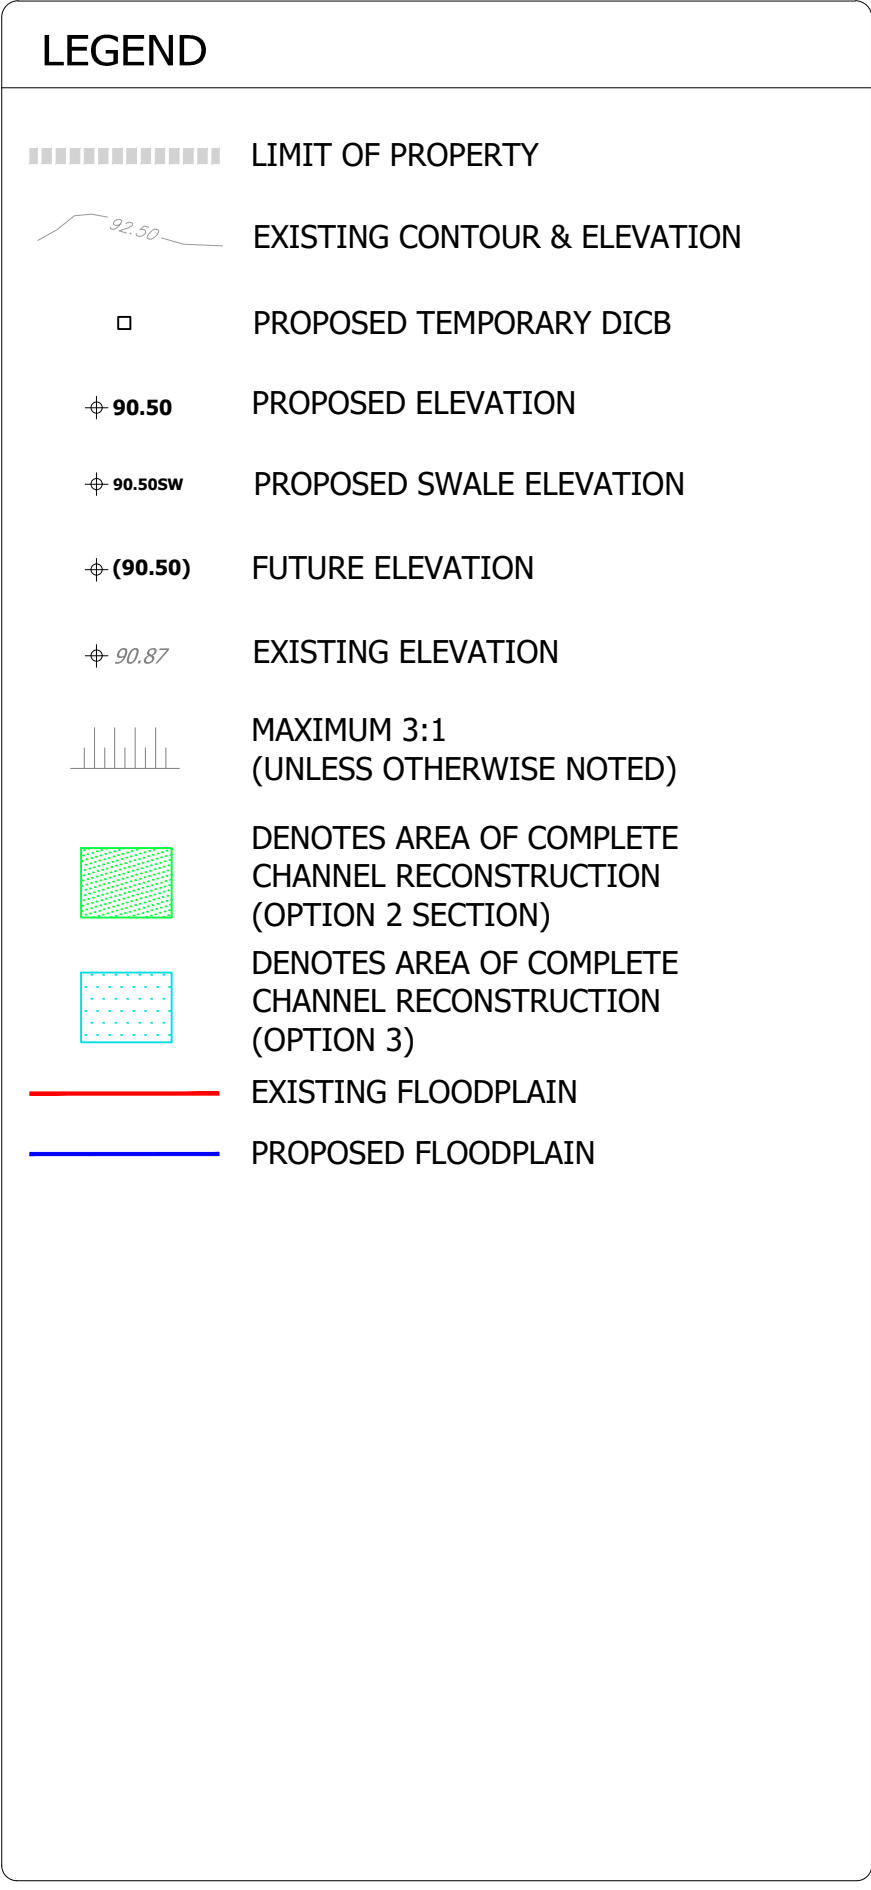 LEGEND
LIMIT OF PROPERTY
92.50
EXISTING CONTOUR & ELEVATION
PROPOSED TEMPORARY DICB
90.50
PROPOSED ELEVATION
90.50SW
PROPOSED SWALE ELEVATION
(90.50)
FUTURE ELEVATION
90.87
EXISTING ELEVATION
MAXIMUM 3:1
(UNLESS OTHERWISE NOTED)
DENOTES AREA OF COMPLETE
CHANNEL RECONSTRUCTION
(OPTION 2 SECTION)
DENOTES AREA OF COMPLETE
CHANNEL RECONSTRUCTION
(OPTION 3)
EXISTING FLOODPLAIN
PROPOSED FLOODPLAIN